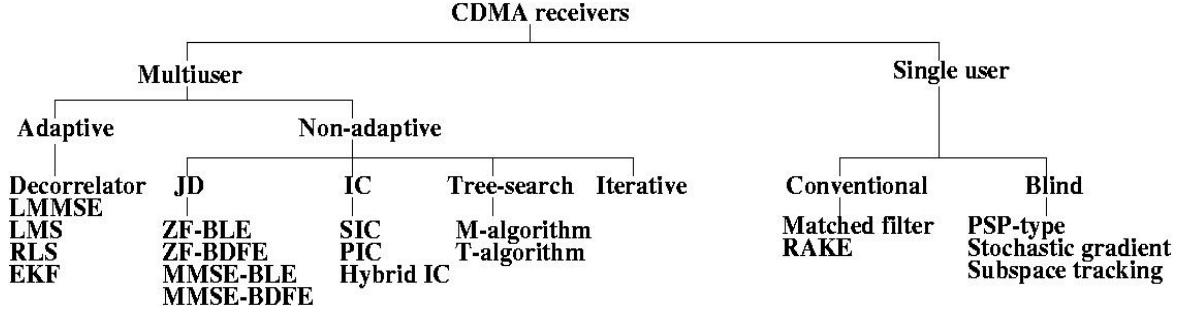 CDMA receivers
Multiuser
Single user
Adaptive
Non-adaptive
Decorrelator
LMMSE
LMS
RLS
EKF
JD
ZF-BLE
ZF-BDFE
MMSE-BLE
MMSE-BDFE
IC
SIC
PIC
Hybrid IC
Tree-search
M-algorithm
T-algorithm
Iterative
Conventional
Matched filter
RAKE
Blind
PSP-type
Stochastic gradient
Subspace tracking